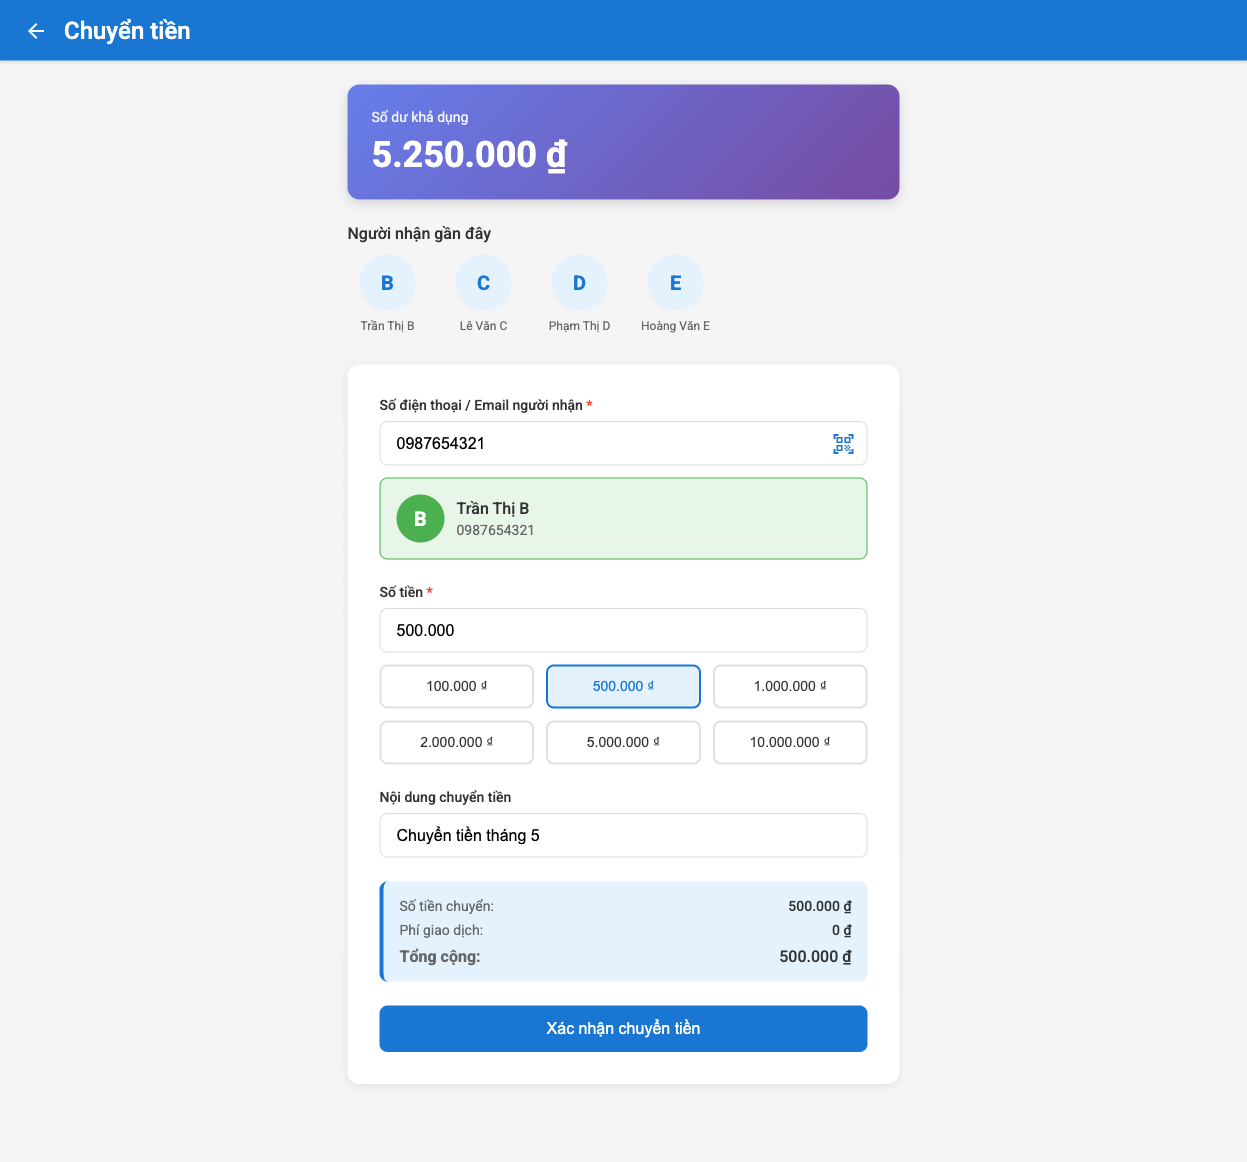 Chuyển tiền
Số dư khả dụng
5.250.000 ₫
Người nhận gần đây
B C D E
Trần Thị B Lê Văn C Phạm Thị D Hoàng Văn E
Số điện thoại / Email người nhận *
0987654321
B
Trần Thị B
0987654321
Số tiền *
500.000
100.000 ₫ 500.000 ₫ 1.000.000 ₫
2.000.000 ₫ 5.000.000 ₫ 10.000.000 ₫
Nội dung chuyển tiền
Chuyển tiền tháng 5
Số tiền chuyển: 500.000 ₫
Phí giao dịch: 0 ₫
Tổng cộng: 500.000 ₫
Xác nhận chuyển tiền